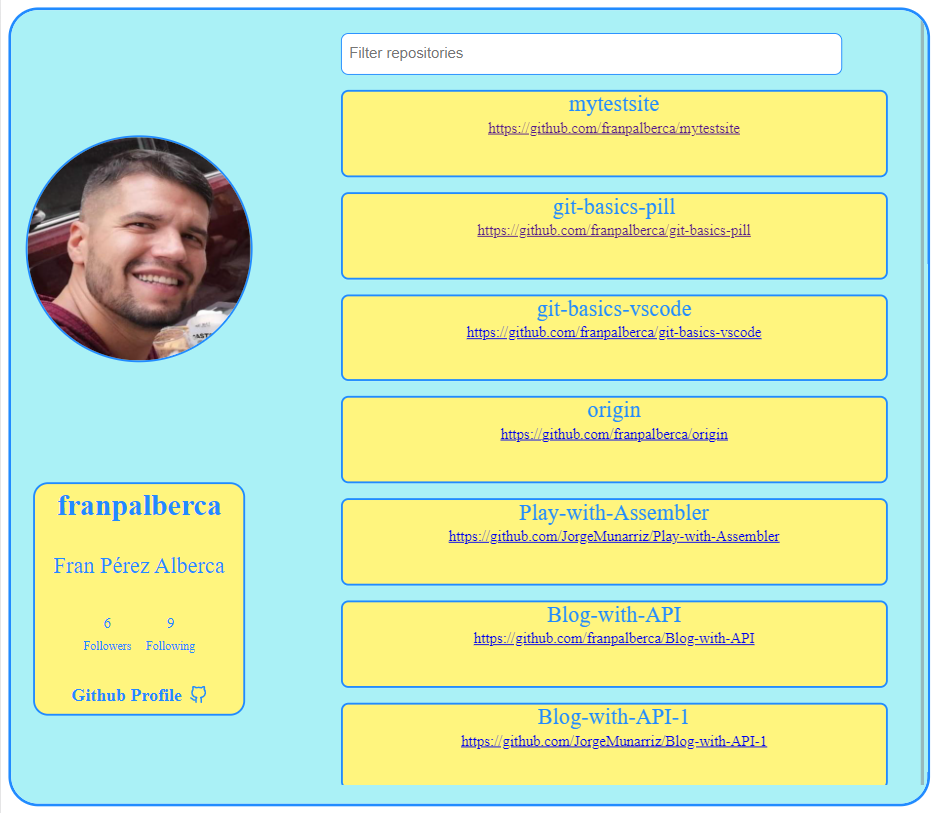 Filter repositories
mytestsite
https://github.com/franpalberca/mytestsite
git-basics-pill
https://github.com/franpalberca/git-basics-pill
git-basics-vscode
https://github.com/franpalberca/git-basics-vscode
origin
https://github.com/franpalberca/origin
Play-with-Assembler
https://github.com/JorgeMunarriz/Play-with-Assembler
Blog-with-API
https://github.com/franpalberca/Blog-with-API
Blog-with-API-1
https://github.com/JorgeMunarriz/Blog-with-API-1
franpalberca
Fran Pérez Alberca
6 9
Followers Following
Github Profile